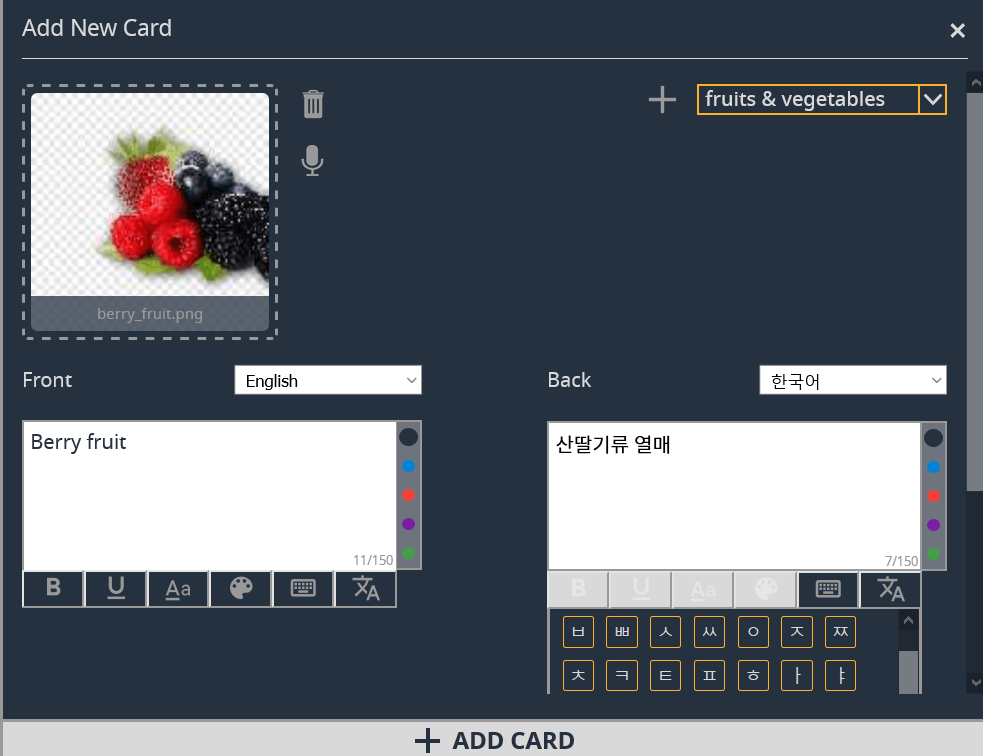 Add New Card
fruits & vegetables
berry_fruit.png
Front
English
Back
한국어
Berry fruit
11/150
B U Aa
산딸기류 열매
7/150
B U Aa
ㅂ ㅃ ㅅ ㅆ ㅇ ㅈ ㅉ
ㅊ ㅋ ㅌ ㅍ ㅎ ㅏ ㅑ
ADD CARD